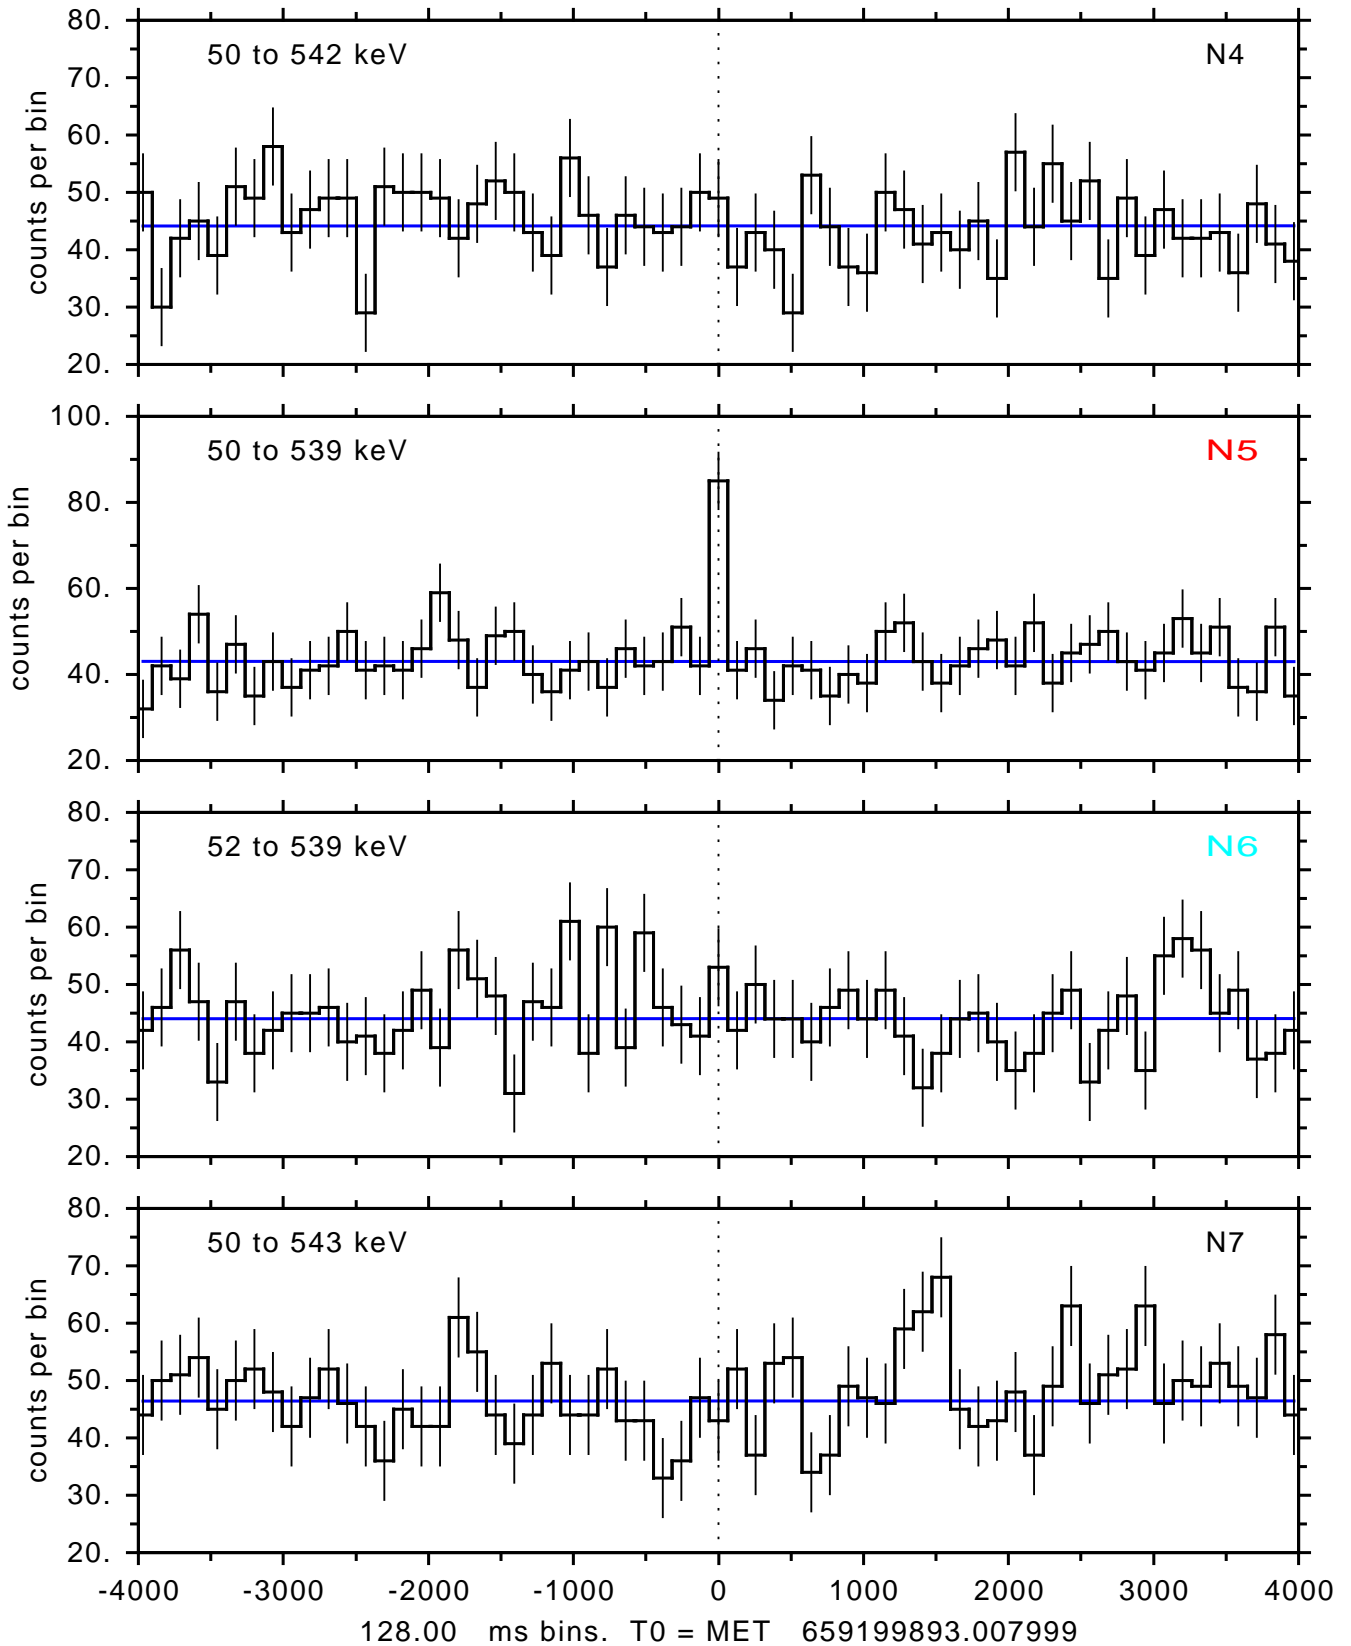 80.
50 to 542 keV N4
70.
60.
50.
40.
30.
20.
counts per bin
100.
50 to 539 keV N5
80.
60.
40.
20.
counts per bin
80.
52 to 539 keV N6
70.
60.
50.
40.
30.
20.
counts per bin
80.
50 to 543 keV N7
70.
60.
50.
40.
30.
20.
counts per bin
-4000 -3000 -2000 -1000 0 1000 2000 3000 4000
128.00 ms bins. T0 = MET 659199893.007999